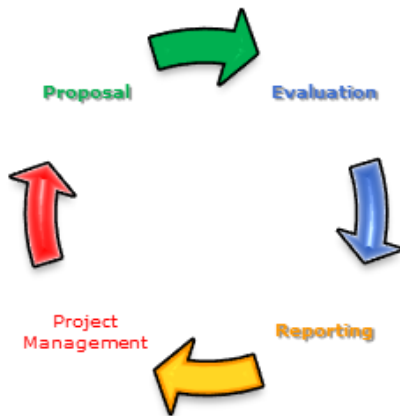 Proposal
Evaluation
Project
Management
Reporting